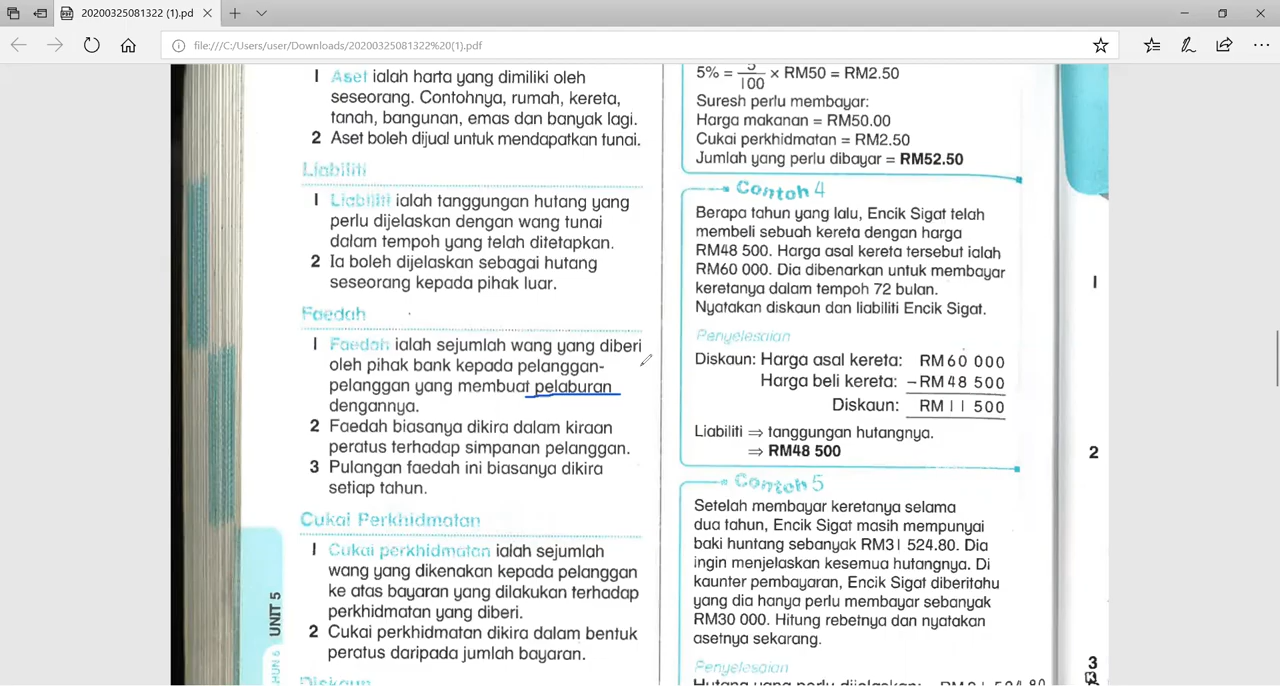 20200325081322 (1).pd
file:///C:/Users/user/Downloads/20200325081322%20(1).pdf
1 Aset ialah harta yang dimiliki oleh
seseorang. Contohnya, rumah, kereta,
tanah, bangunan, emas dan banyak lagi.
2 Aset boleh dijual untuk mendapatkan tunai.
Liabiliti
1 Liabiliti ialah tanggungan hutang yang
perlu dijelaskan dengan wang tunai
dalam tempoh yang telah ditetapkan.
2 Ia boleh dijelaskan sebagai hutang
seseorang kepada pihak luar.
Faedah
1 Faedah ialah sejumlah wang yang diberi
oleh pihak bank kepada pelanggan-
pelanggan yang membuat pelaburan
dengannya.
2 Faedah biasanya dikira dalam kiraan
peratus terhadap simpanan pelanggan.
3 Pulangan faedah ini biasanya dikira
setiap tahun.
Cukai Perkhidmatan
1 Cukai perkhidmatan ialah sejumlah
wang yang dikenakan kepada pelanggan
ke atas bayaran yang dilakukan terhadap
perkhidmatan yang diberi.
2 Cukai perkhidmatan dikira dalam bentuk
peratus daripada jumlah bayaran.
Diskaun
UNIT 5
5% = 5/100 × RM50 = RM2.50
Suresh perlu membayar:
Harga makanan = RM50.00
Cukai perkhidmatan = RM2.50
Jumlah yang perlu dibayar = RM52.50
Contoh 4
Berapa tahun yang lalu, Encik Sigat telah
membeli sebuah kereta dengan harga
RM48 500. Harga asal kereta tersebut ialah
RM60 000. Dia dibenarkan untuk membayar
keretanya dalam tempoh 72 bulan.
Nyatakan diskaun dan liabiliti Encik Sigat.
Penyelesaian
Diskaun: Harga asal kereta: RM60 000
Harga beli kereta: −RM48 500
Diskaun: RM11 500
Liabiliti ⇒ tanggungan hutangnya.
⇒ RM48 500
Contoh 5
Setelah membayar keretanya selama
dua tahun, Encik Sigat masih mempunyai
baki huntang sebanyak RM31 524.80. Dia
ingin menjelaskan kesemua hutangnya. Di
kaunter pembayaran, Encik Sigat diberitahu
yang dia hanya perlu membayar sebanyak
RM30 000. Hitung rebetnya dan nyatakan
asetnya sekarang.
Penyelesaian
Hutang yang perlu dijelaskan: RM31 524.80
1
2
3